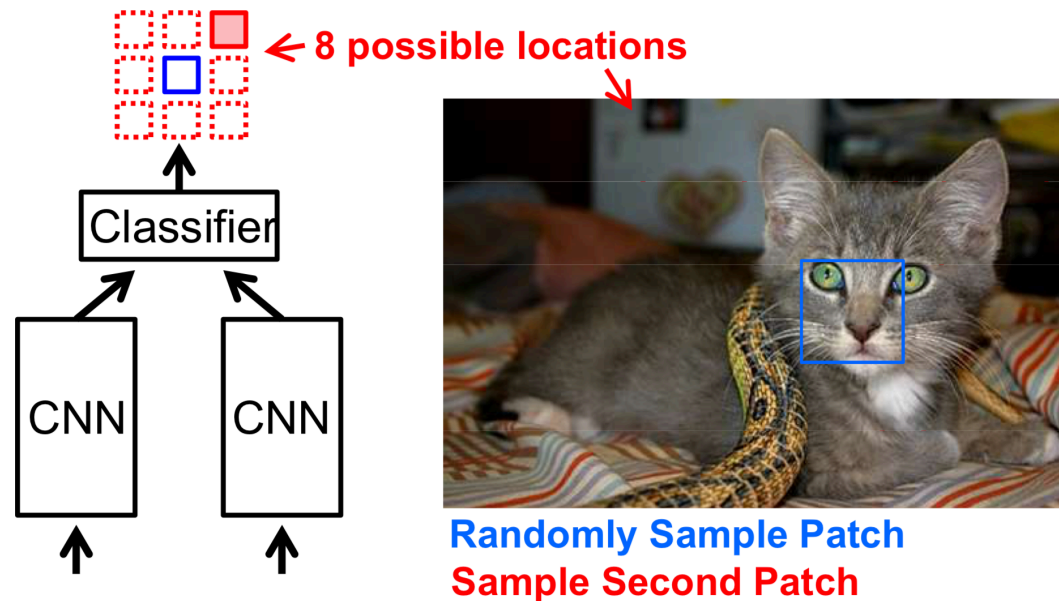 8 possible locations
Classifier
CNN CNN
Randomly Sample Patch
Sample Second Patch